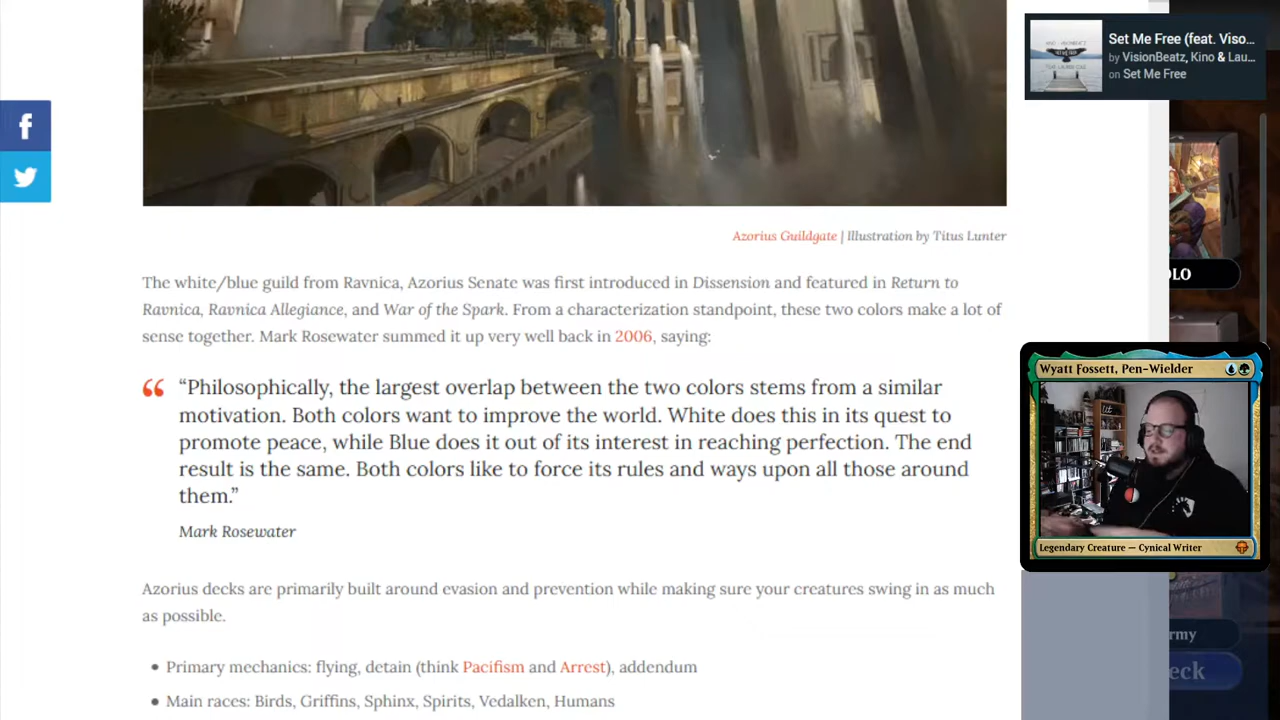 Set Me Free (feat. Viso...
by VisionBeatz, Kino & Lau...
on Set Me Free
Azorius Guildgate | Illustration by Titus Lunter
The white/blue guild from Ravnica, Azorius Senate was first introduced in Dissension and featured in Return to
Ravnica, Ravnica Allegiance, and War of the Spark. From a characterization standpoint, these two colors make a lot of
sense together. Mark Rosewater summed it up very well back in 2006, saying:
“Philosophically, the largest overlap between the two colors stems from a similar
motivation. Both colors want to improve the world. White does this in its quest to
promote peace, while Blue does it out of its interest in reaching perfection. The end
result is the same. Both colors like to force its rules and ways upon all those around
them.”
Mark Rosewater
Azorius decks are primarily built around evasion and prevention while making sure your creatures swing in as much
as possible.
• Primary mechanics: flying, detain (think Pacifism and Arrest), addendum
• Main races: Birds, Griffins, Sphinx, Spirits, Vedalken, Humans
OLO
Wyatt Fossett, Pen-Wielder
Legendary Creature — Cynical Writer
rmy
eck